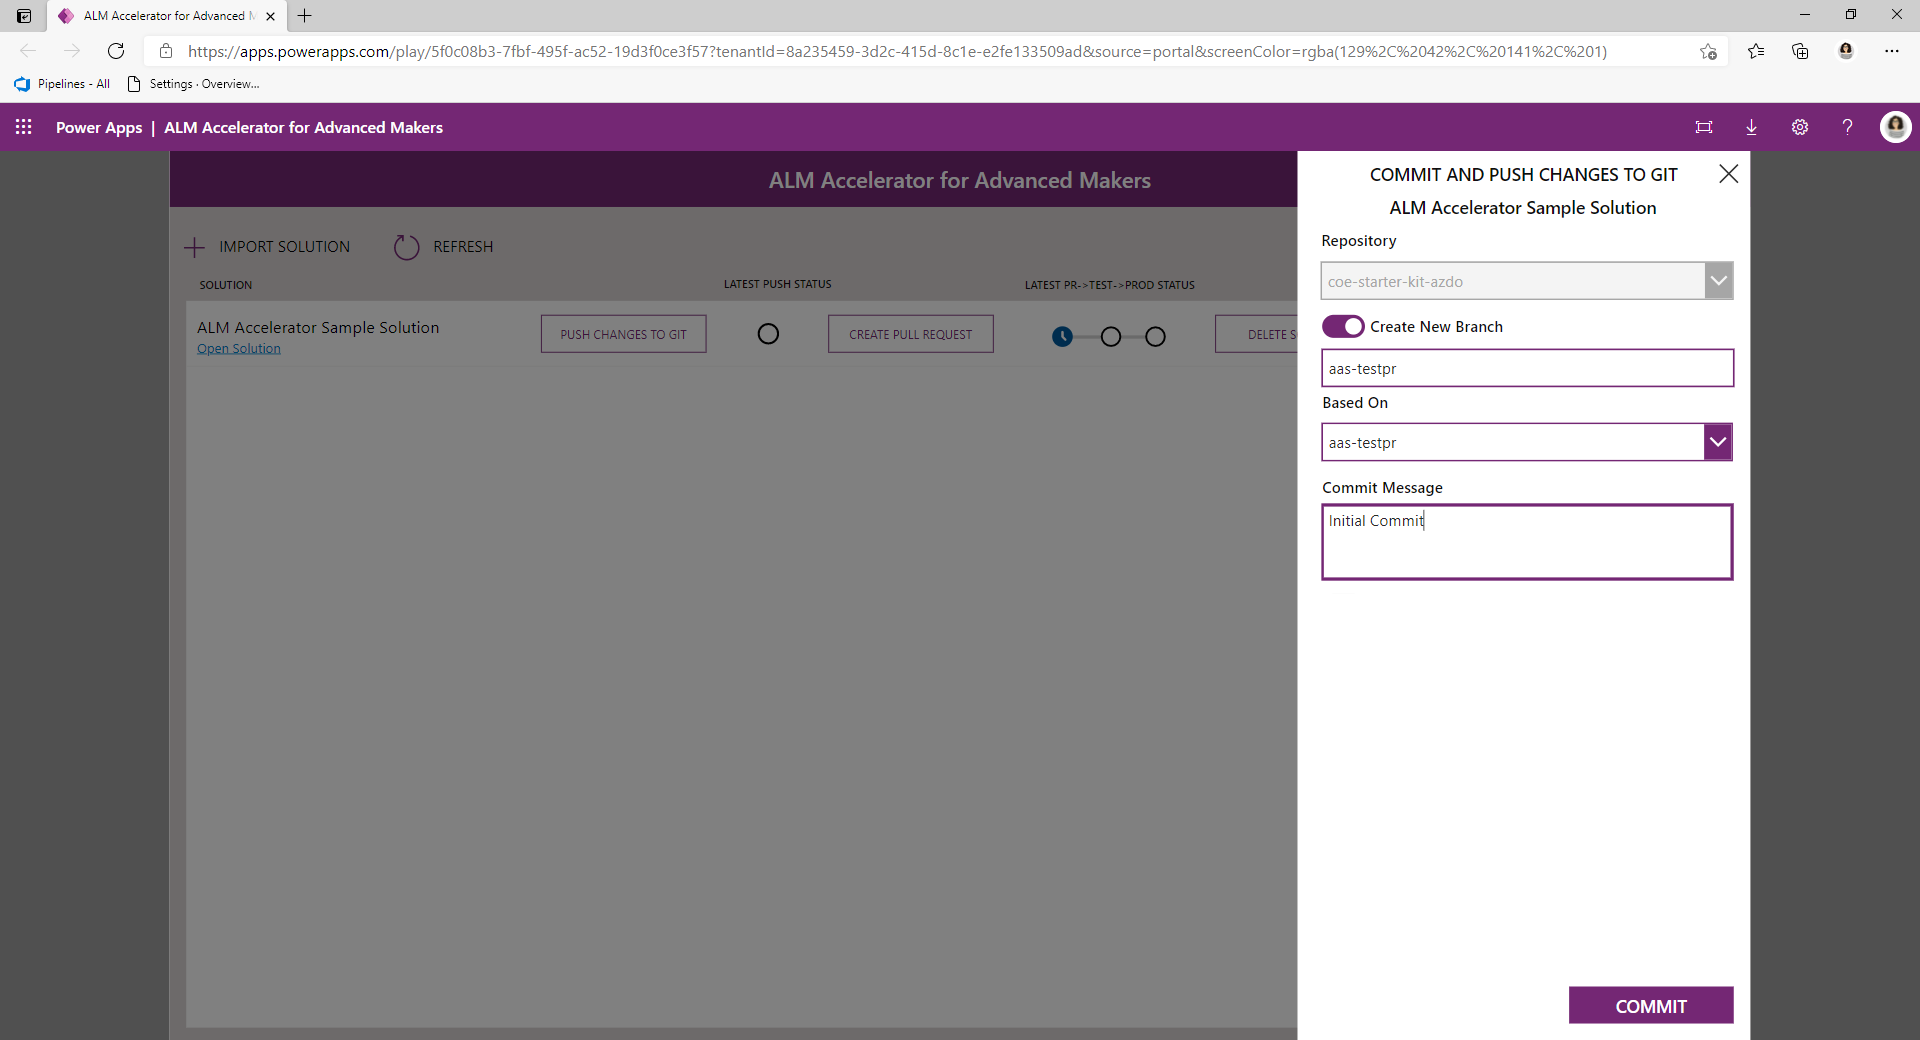 ALM Accelerator for Advanced M
https://apps.powerapps.com/play/5f0c08b3-7fbf-495f-ac52-19d3f0ce3f57?tenantId=8a235459-3d2c-415d-8c1e-e2fe133509ad&source=portal&screenColor=rgba(129%2C%2042%2C%20141%2C%201)
Pipelines - All
Settings · Overview...
Power Apps | ALM Accelerator for Advanced Makers
ALM Accelerator for Advanced Makers
IMPORT SOLUTION
REFRESH
SOLUTION
LATEST PUSH STATUS
LATEST PR->TEST->PROD STATUS
ALM Accelerator Sample Solution
Open Solution
PUSH CHANGES TO GIT
CREATE PULL REQUEST
DELETE S
COMMIT AND PUSH CHANGES TO GIT
ALM Accelerator Sample Solution
Repository
coe-starter-kit-azdo
Create New Branch
aas-testpr
Based On
aas-testpr
Commit Message
Initial Commit
COMMIT